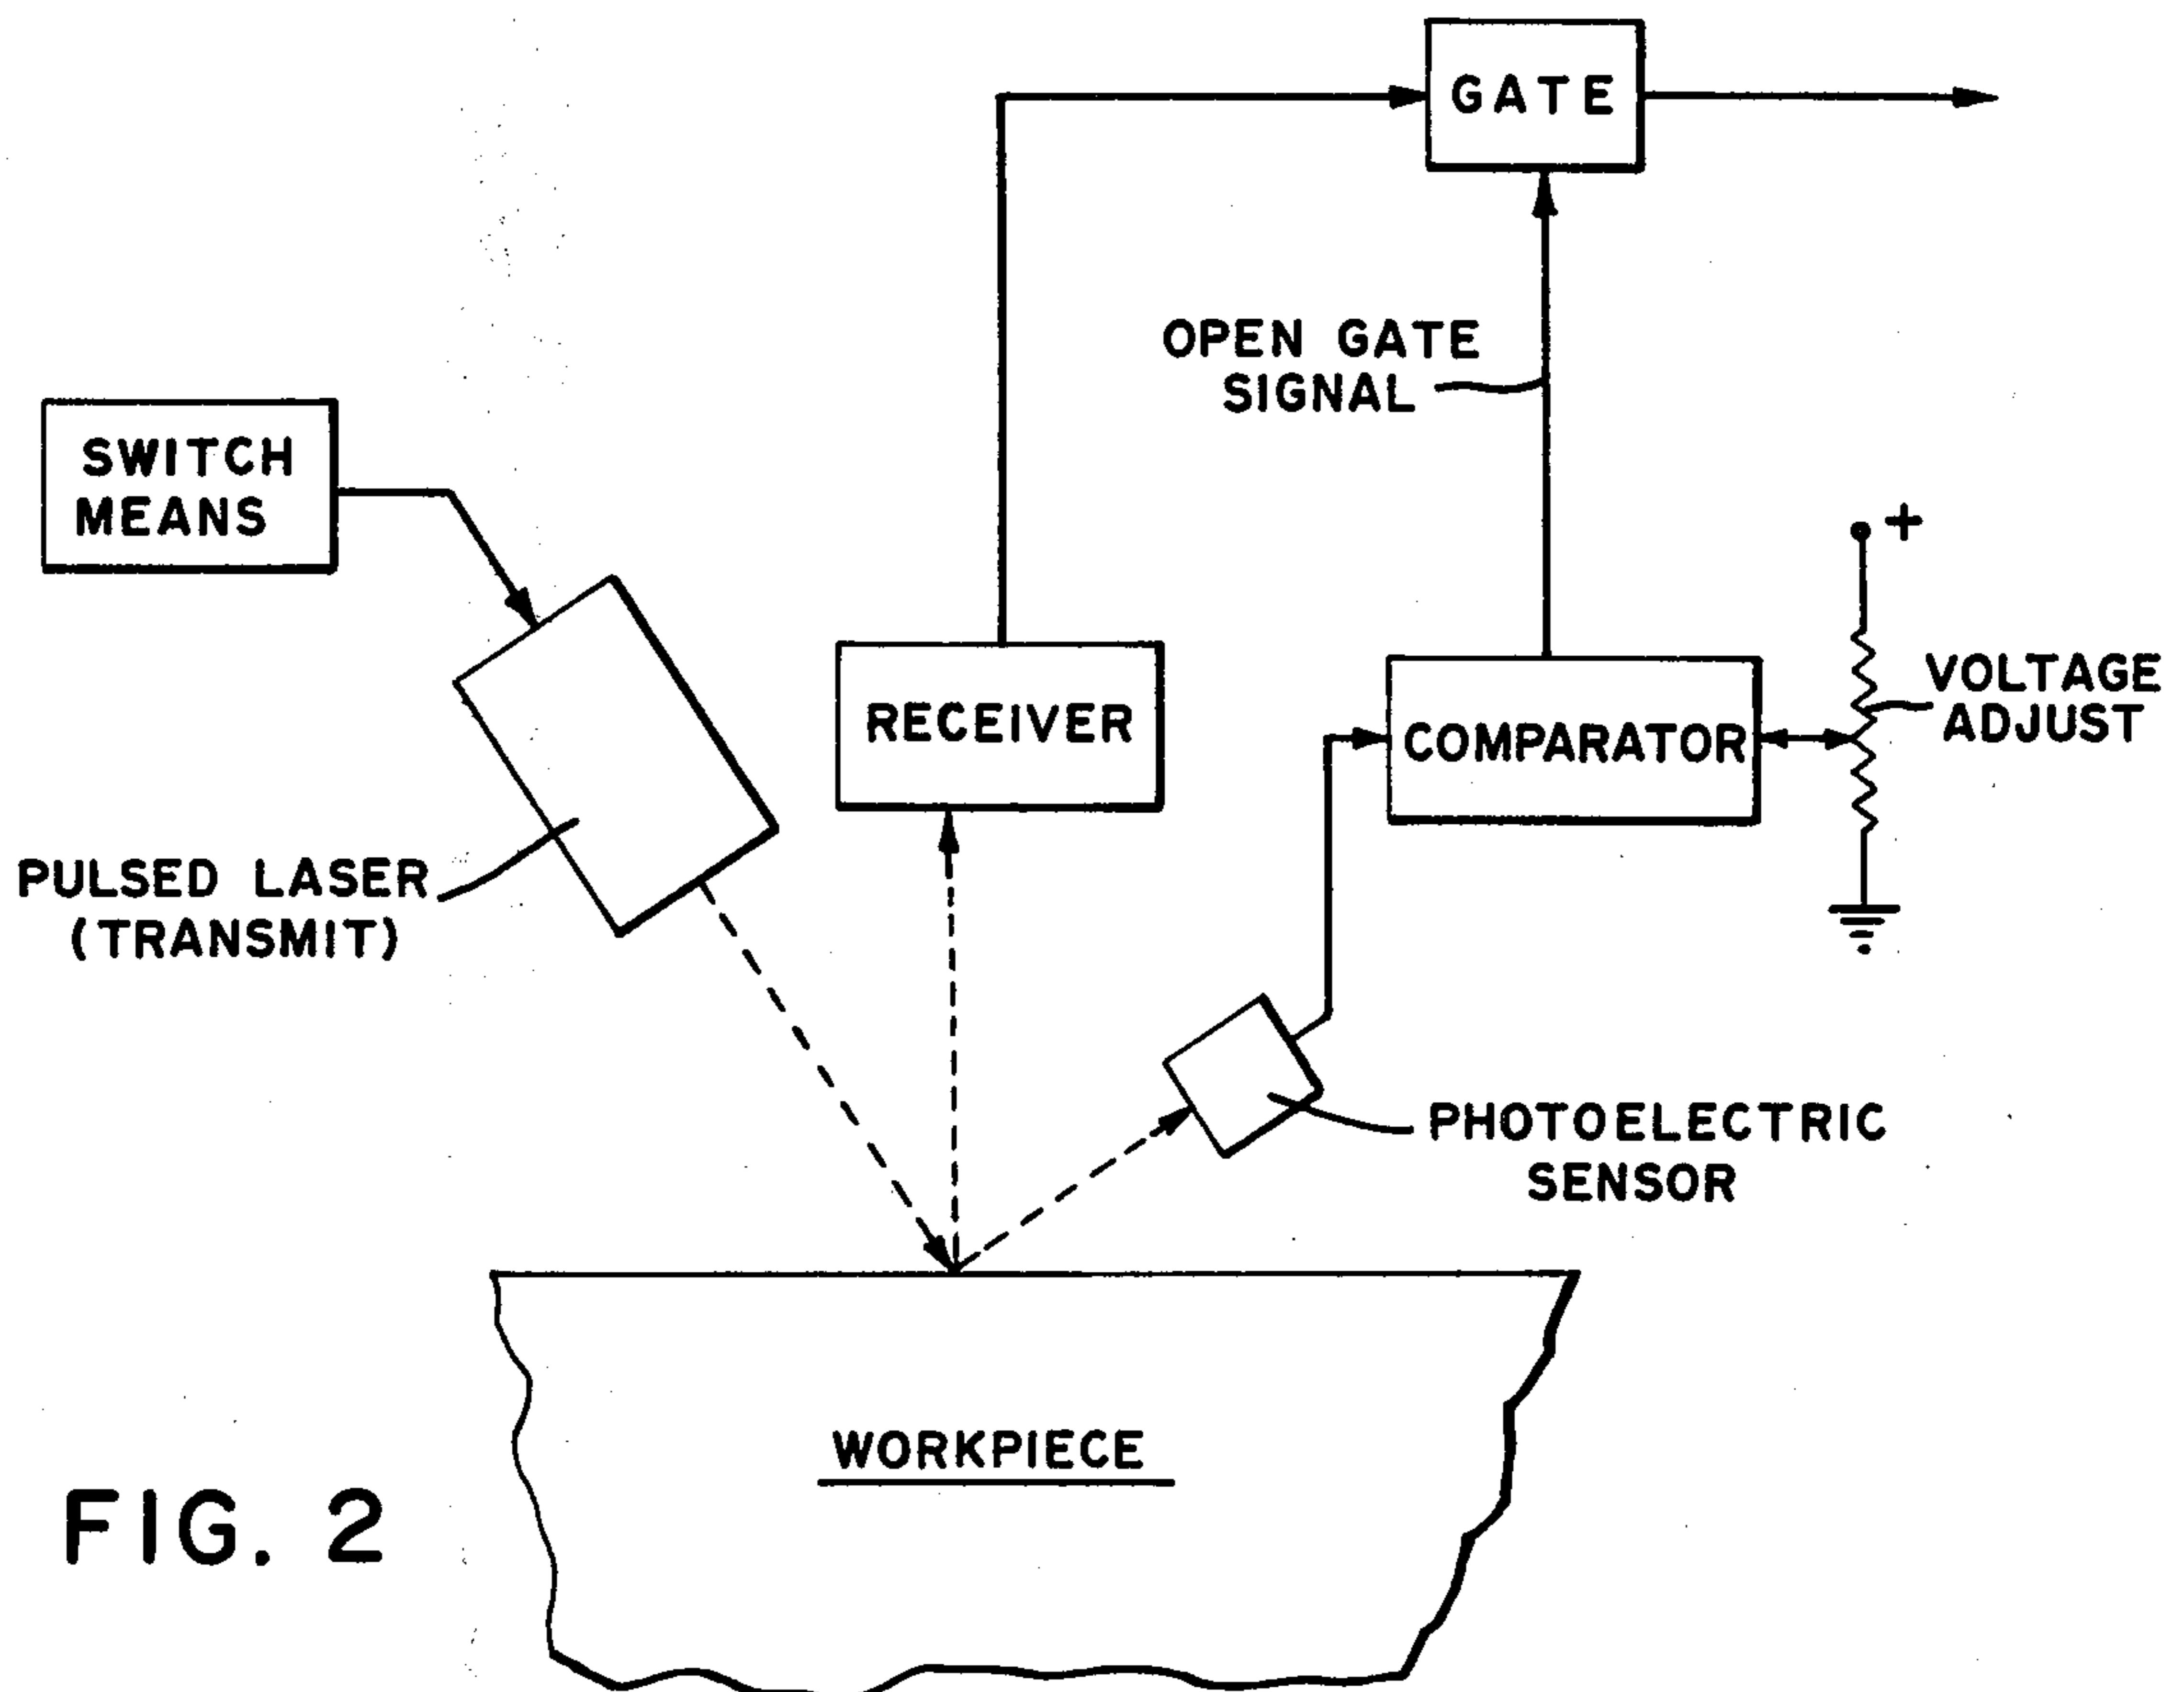 GATE
OPEN GATE
SIGNAL
SWITCH
MEANS
+
VOLTAGE
ADJUST
RECEIVER
COMPARATOR
PULSED LASER
(TRANSMIT)
PHOTOELECTRIC
SENSOR
WORKPIECE
FIG. 2